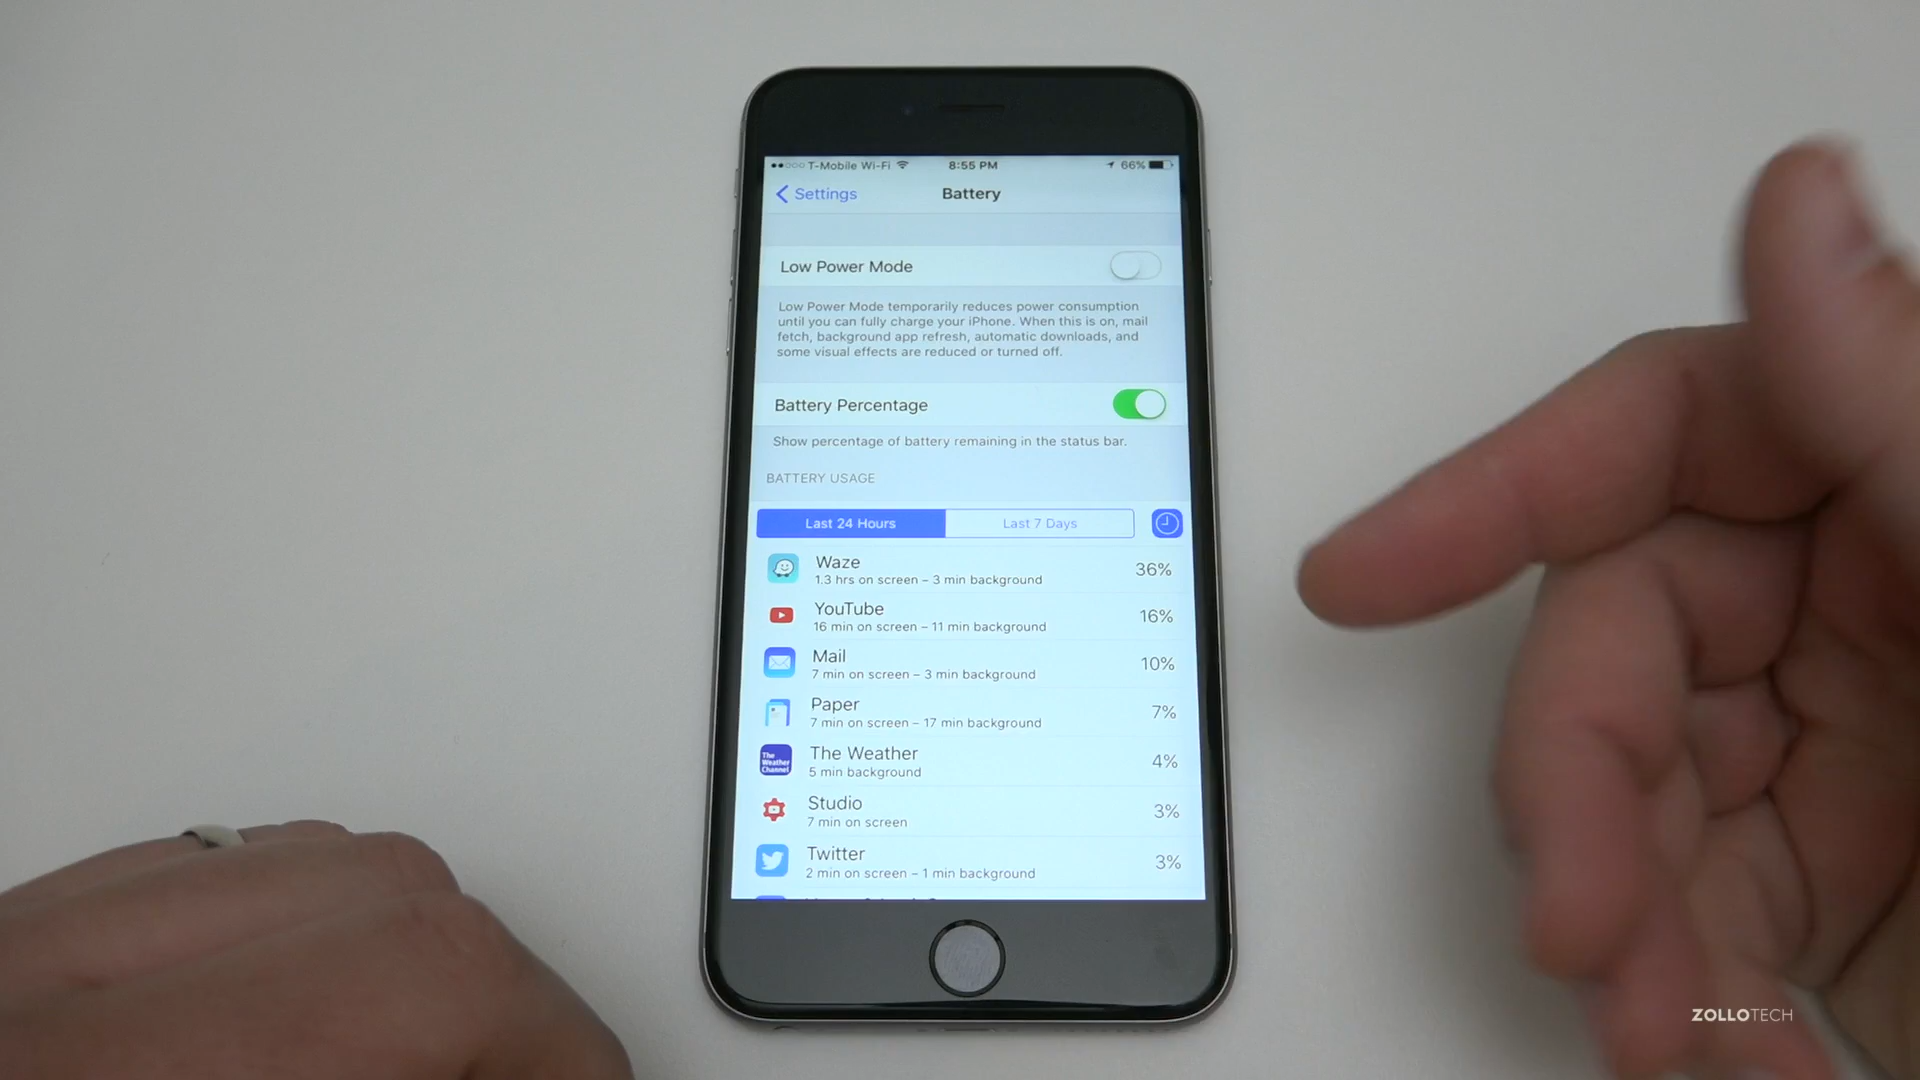 T-Mobile Wi-Fi 8:55 PM 66%
Settings Battery
Low Power Mode
Low Power Mode temporarily reduces power consumption
until you can fully charge your iPhone. When this is on, mail
fetch, background app refresh, automatic downloads, and
some visual effects are reduced or turned off.
Battery Percentage
Show percentage of battery remaining in the status bar.
BATTERY USAGE
Last 24 Hours Last 7 Days
Waze 36%
1.3 hrs on screen – 3 min background
YouTube 16%
16 min on screen – 11 min background
Mail 10%
7 min on screen – 3 min background
Paper 7%
7 min on screen – 17 min background
The Weather Channel
The Weather 4%
5 min background
Studio 3%
7 min on screen
Twitter 3%
2 min on screen – 1 min background
ZOLLOTECH